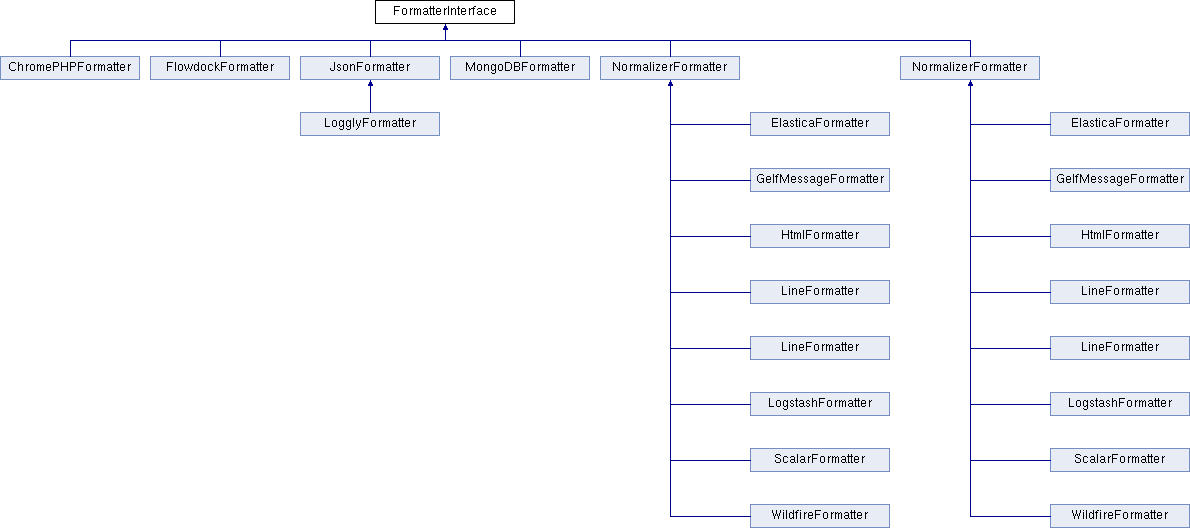 FormatterInterface
ChromePHPFormatter
FlowdockFormatter
JsonFormatter
MongoDBFormatter
NormalizerFormatter
NormalizerFormatter
LogglyFormatter
ElasticaFormatter
ElasticaFormatter
GelfMessageFormatter
GelfMessageFormatter
HtmlFormatter
HtmlFormatter
LineFormatter
LineFormatter
LineFormatter
LineFormatter
LogstashFormatter
LogstashFormatter
ScalarFormatter
ScalarFormatter
WildfireFormatter
WildfireFormatter